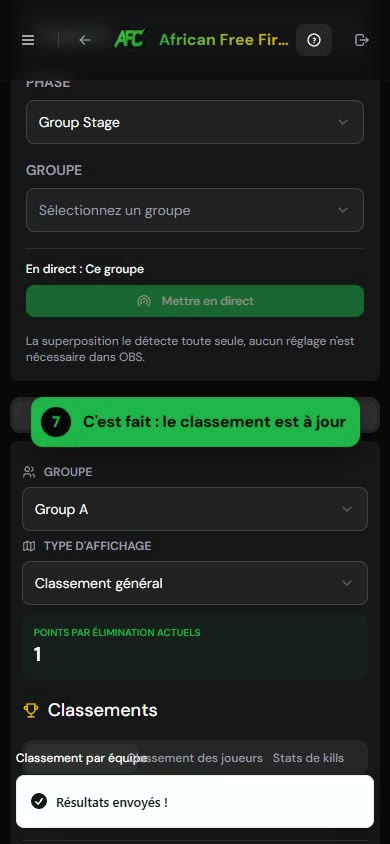 AFC African Free Fir...
PHASE
Group Stage
GROUPE
Sélectionnez un groupe
En direct : Ce groupe
Mettre en direct
La superposition le détecte toute seule, aucun réglage n'est
nécessaire dans OBS.
7 C'est fait : le classement est à jour
GROUPE
Group A
TYPE D'AFFICHAGE
Classement général
POINTS PAR ÉLIMINATION ACTUELS
1
Classements
Classement par équipe Classement des joueurs Stats de kills
Résultats envoyés !